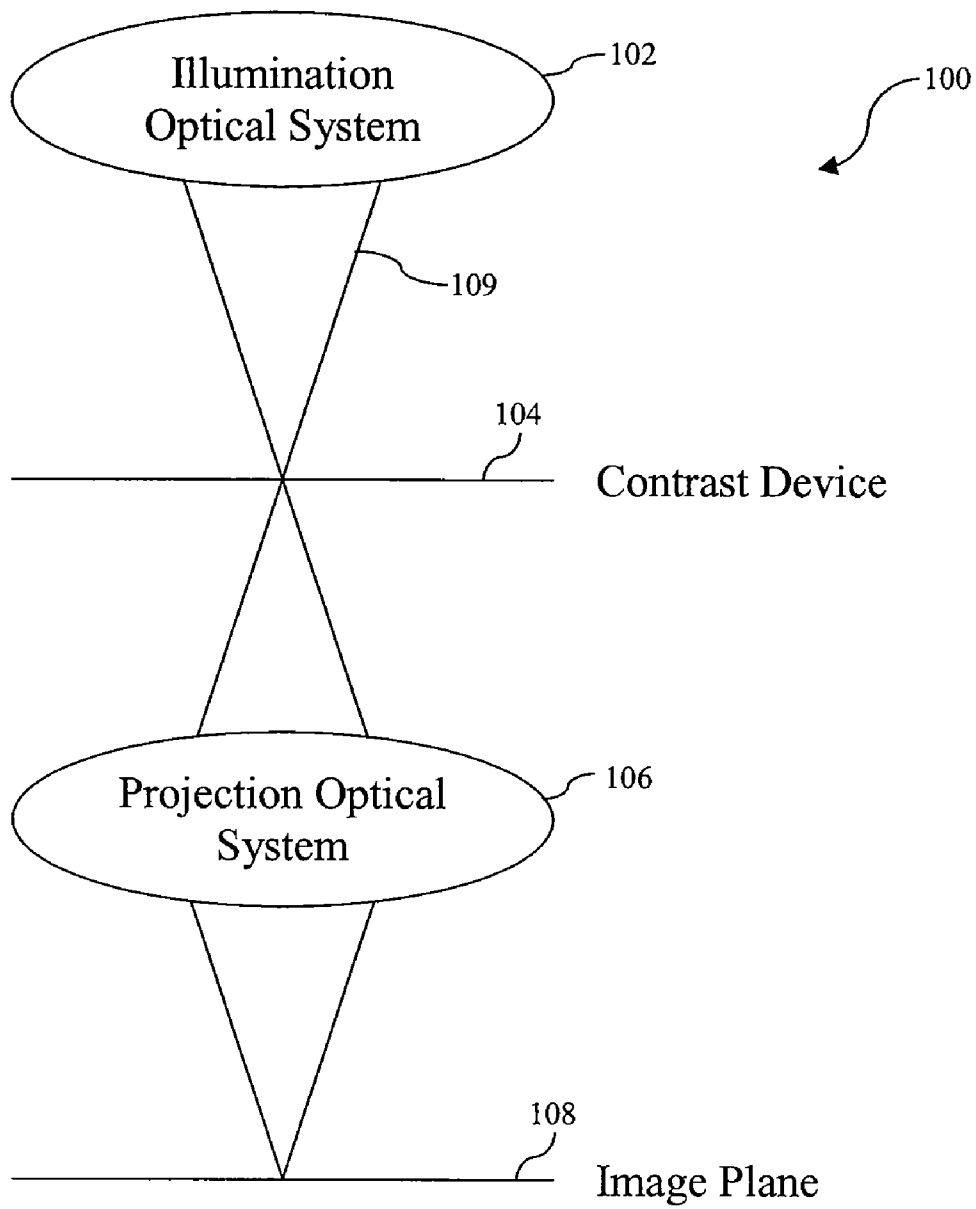 Illumination
Optical System
102
100
109
104
Contrast Device
Projection Optical
System
106
108
Image Plane